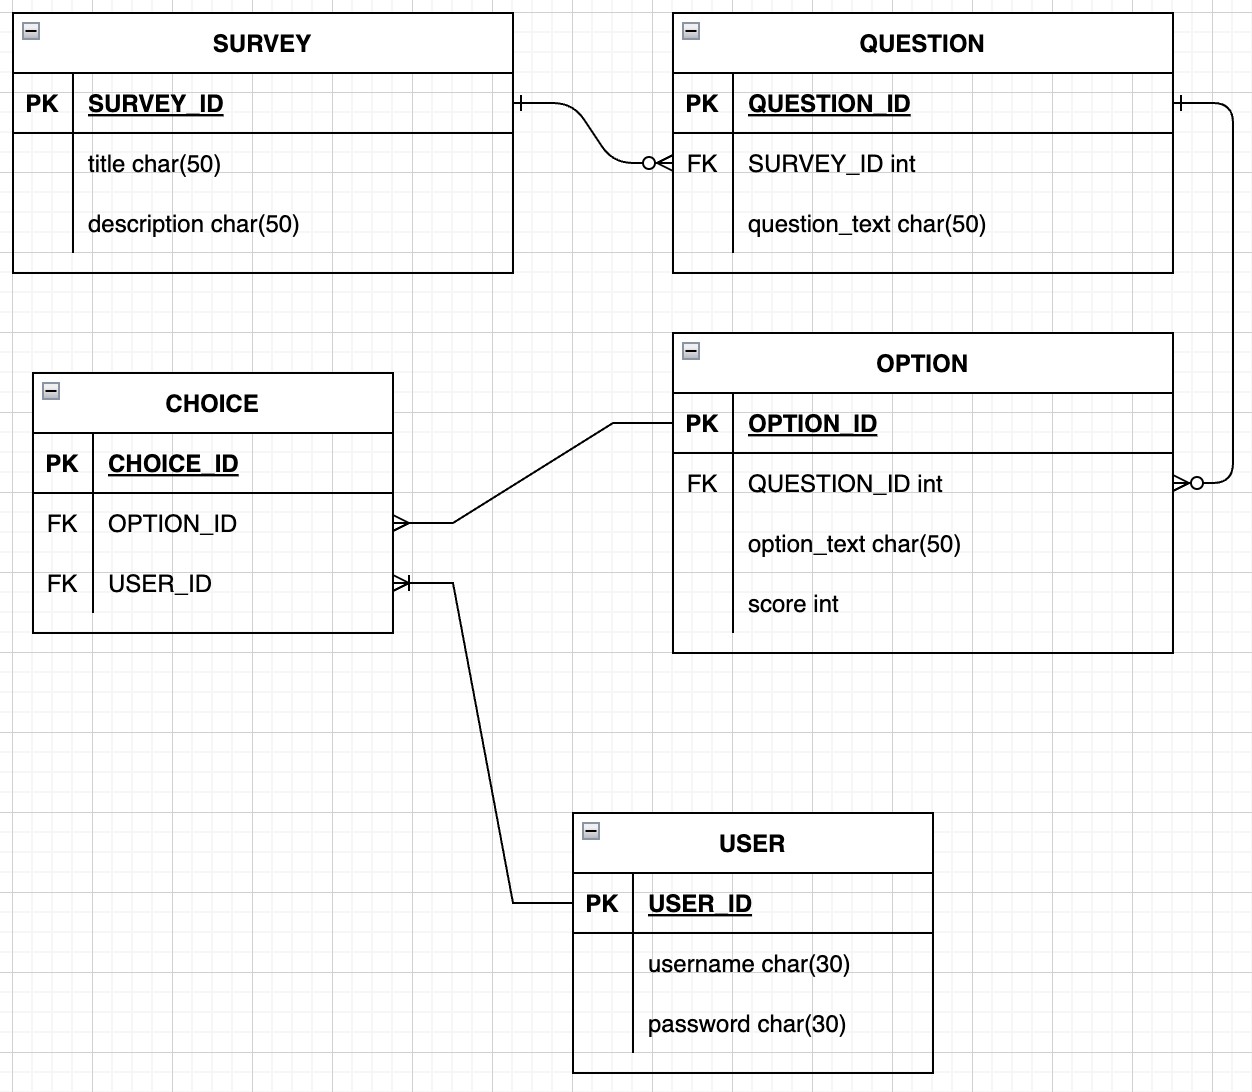 SURVEY
PK SURVEY_ID
title char(50)
description char(50)
QUESTION
PK QUESTION_ID
FK SURVEY_ID int
question_text char(50)
CHOICE
PK CHOICE_ID
FK OPTION_ID
FK USER_ID
OPTION
PK OPTION_ID
FK QUESTION_ID int
option_text char(50)
score int
USER
PK USER_ID
username char(30)
password char(30)